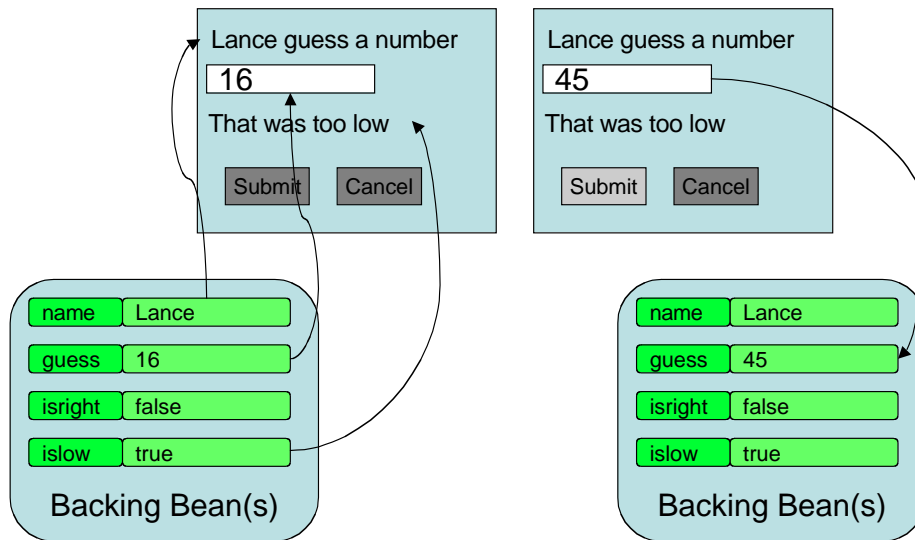 Lance guess a number
16
That was too low
Submit
Cancel
name
Lance
guess
16
isright
false
islow
true
Backing Bean(s)
Lance guess a number
45
That was too low
Submit
Cancel
name
Lance
guess
45
isright
false
islow
true
Backing Bean(s)